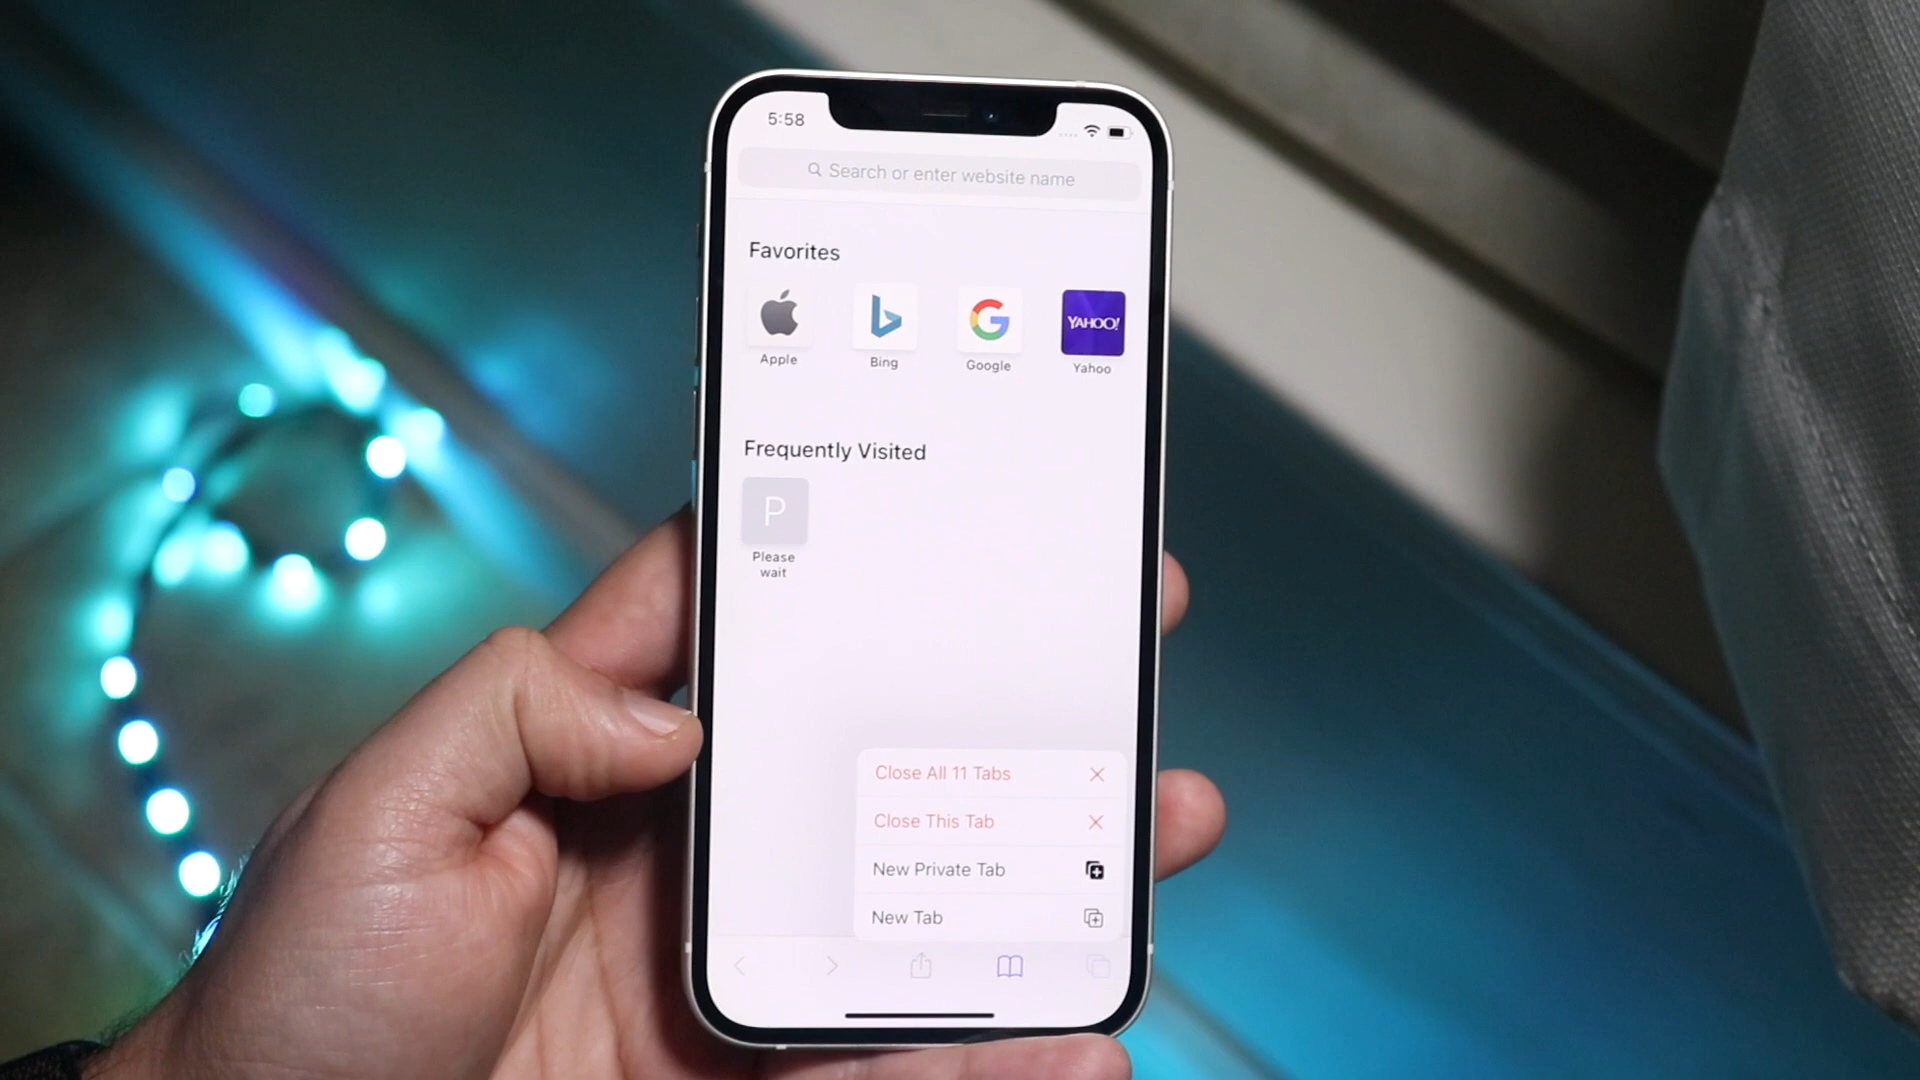 5:58
Search or enter website name
Favorites
YAHOO!
Apple
Bing
Google
Yahoo
Frequently Visited
P
Please
wait
Close All 11 Tabs
Close This Tab
New Private Tab
New Tab